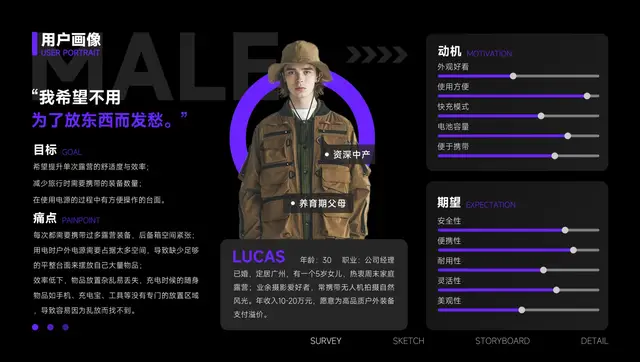 MALE
用户画像
USER PORTRAIT
“我希望不用
为了放东西而发愁。”
目标 GOAL
希望提升单次露营的舒适度与效率；
减少旅行时需要携带的装备数量；
在使用电源的过程中有方便操作的台面。
痛点 PAINPOINT
每次都需要携带过多露营装备，后备箱空间紧张；
用电时户外电源需要占据太多空间，导致缺少足够
的平整台面来摆放自己大量物品；
效率低下，物品放置杂乱易丢失、充电时候的随身
物品如手机、充电宝、工具等没有专门的放置区域
，导致容易因为乱放而找不到。
资深中产
养育期父母
LUCAS 年龄：30 职业：公司经理
已婚，定居广州，有一个5岁女儿，热衷周末家庭
露营；业余摄影爱好者，常携带无人机拍摄自然
风光。年收入10-20万元，愿意为高品质户外装备
支付溢价。
动机 MOTIVATION
外观好看
使用方便
快充模式
电池容量
便于携带
期望 EXPECTATION
安全性
便携性
耐用性
灵活性
美观性
SURVEY SKETCH STORYBOARD DETAIL